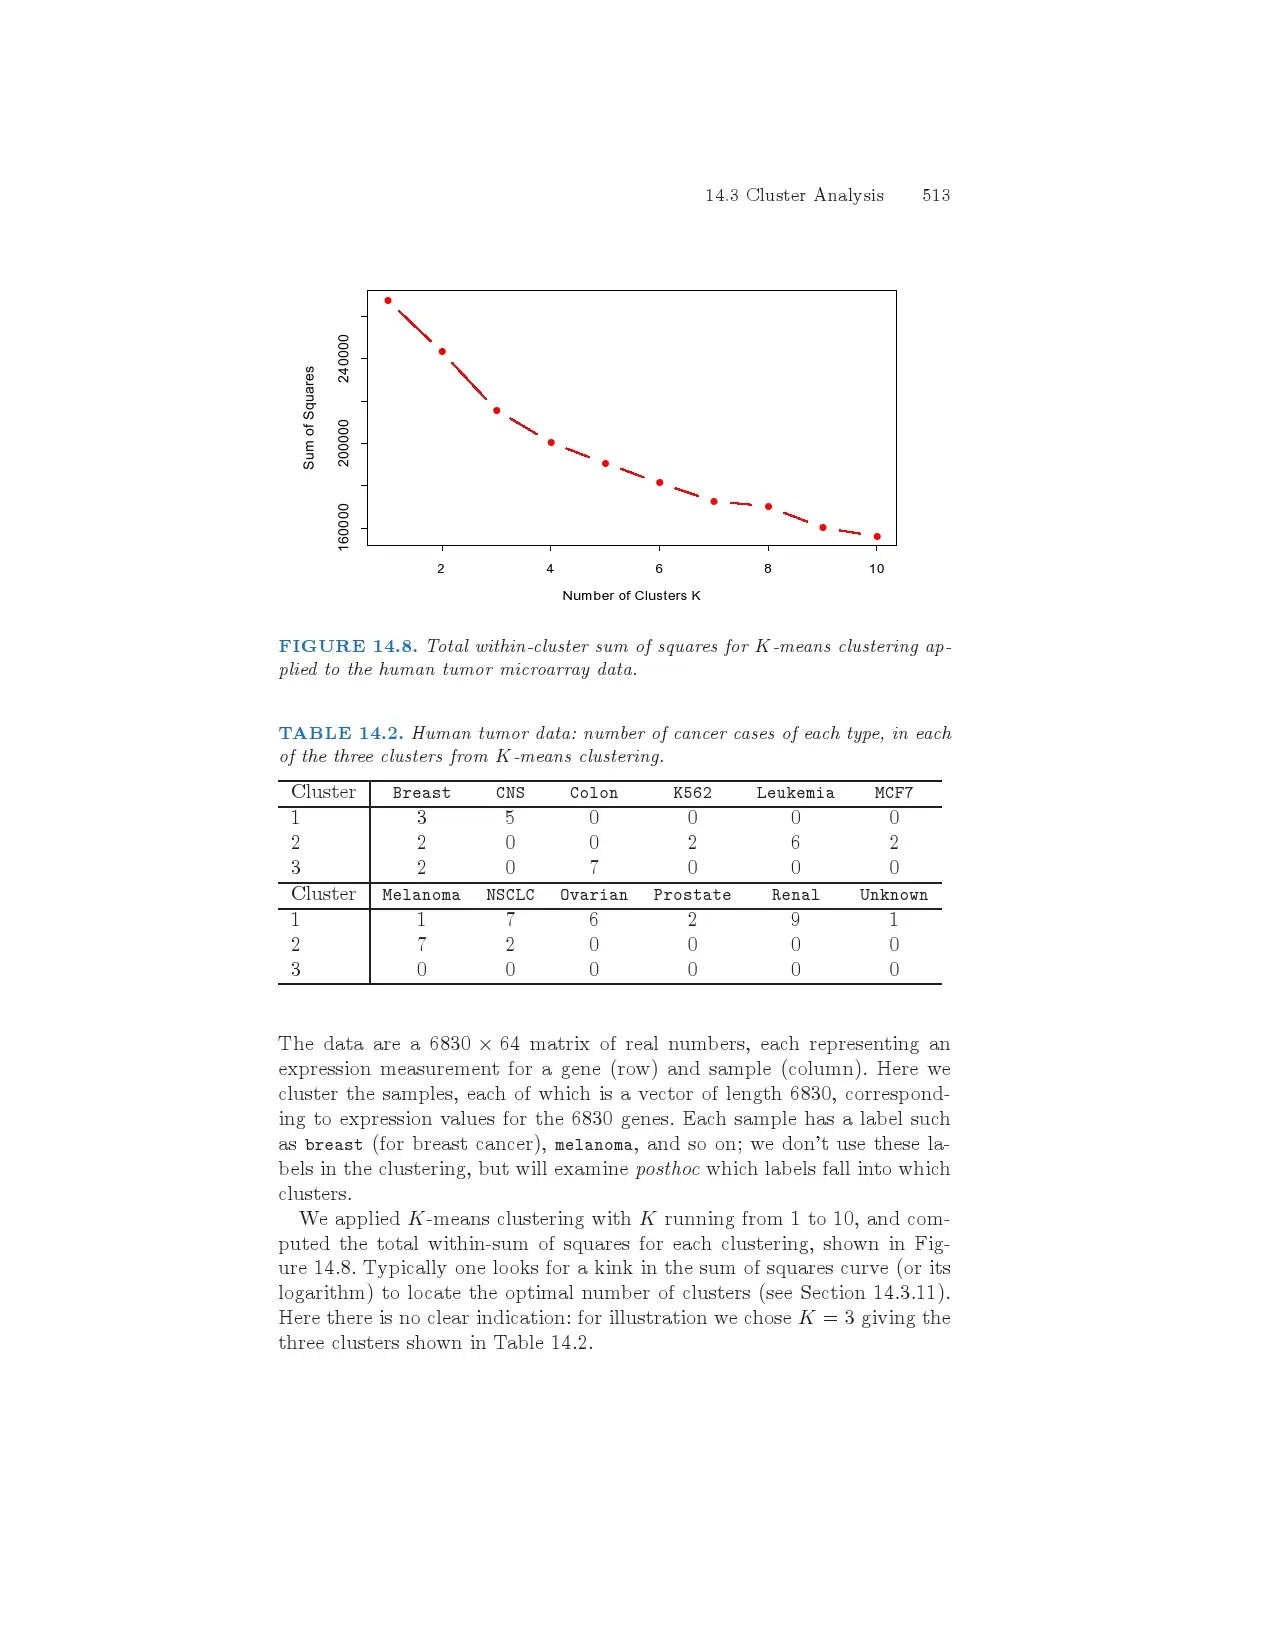 14.3 Cluster Analysis 513
240000
200000
160000
Sum of Squares
2 4 6 8 10
Number of Clusters K
FIGURE 14.8. Total within-cluster sum of squares for K-means clustering ap-
plied to the human tumor microarray data.
TABLE 14.2. Human tumor data: number of cancer cases of each type, in each
of the three clusters from K-means clustering.
Cluster Breast CNS Colon K562 Leukemia MCF7
1 3 5 0 0 0 0
2 2 0 0 2 6 2
3 2 0 7 0 0 0
Cluster Melanoma NSCLC Ovarian Prostate Renal Unknown
1 1 7 6 2 9 1
2 7 2 0 0 0 0
3 0 0 0 0 0 0
The data are a 6830 × 64 matrix of real numbers, each representing an
expression measurement for a gene (row) and sample (column). Here we
cluster the samples, each of which is a vector of length 6830, correspond-
ing to expression values for the 6830 genes. Each sample has a label such
as breast (for breast cancer), melanoma, and so on; we don't use these la-
bels in the clustering, but will examine posthoc which labels fall into which
clusters.
We applied K-means clustering with K running from 1 to 10, and com-
puted the total within-sum of squares for each clustering, shown in Fig-
ure 14.8. Typically one looks for a kink in the sum of squares curve (or its
logarithm) to locate the optimal number of clusters (see Section 14.3.11).
Here there is no clear indication: for illustration we chose K = 3 giving the
three clusters shown in Table 14.2.